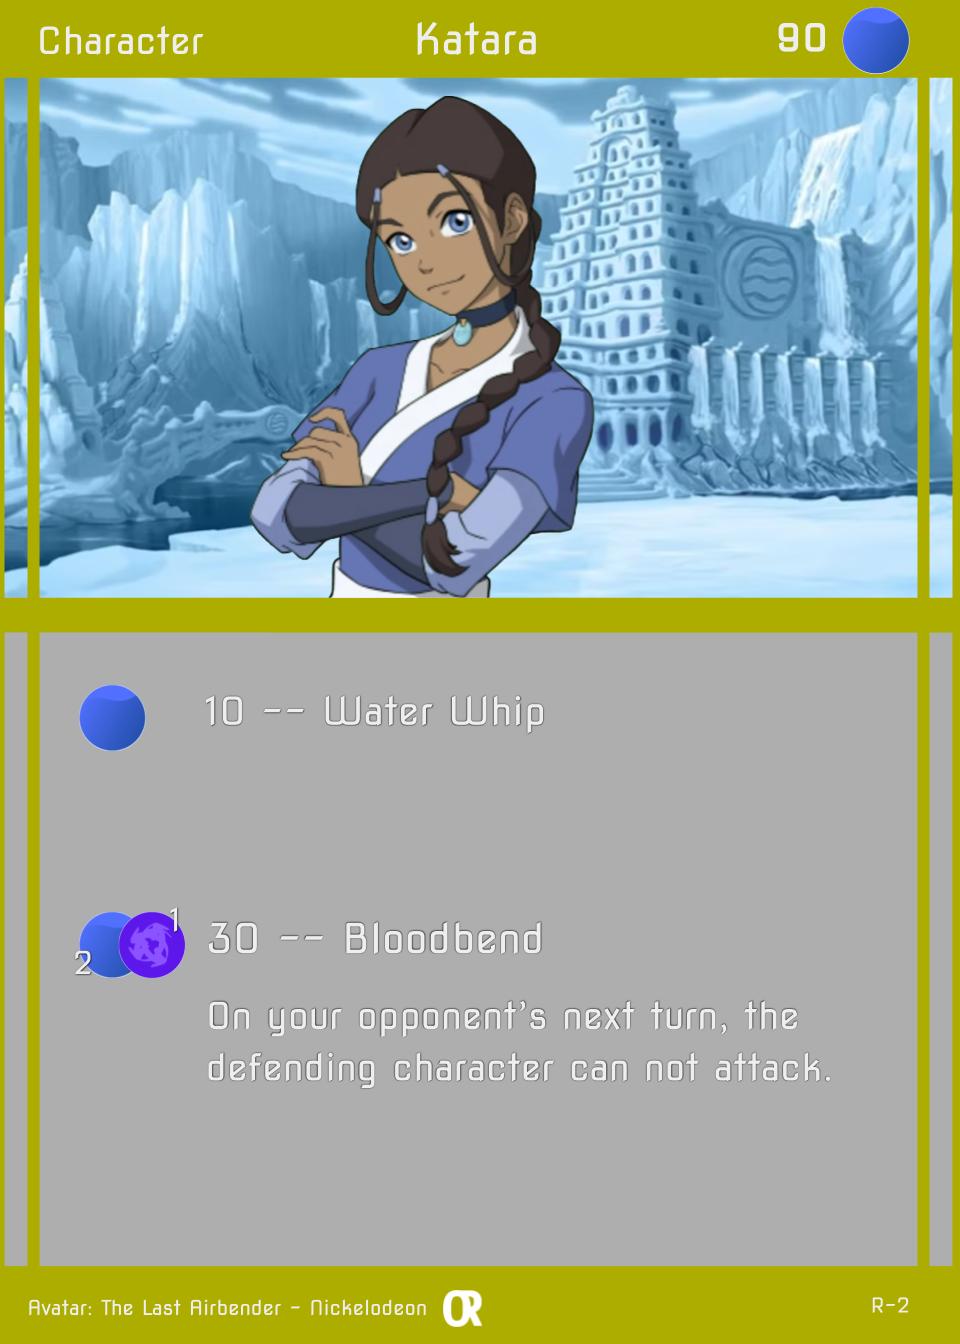 Character Katara 90
10 -- Water Whip
2 1 30 -- Bloodbend
On your opponent's next turn, the
defending character can not attack.
Avatar: The Last Airbender - Nickelodeon OR R-2